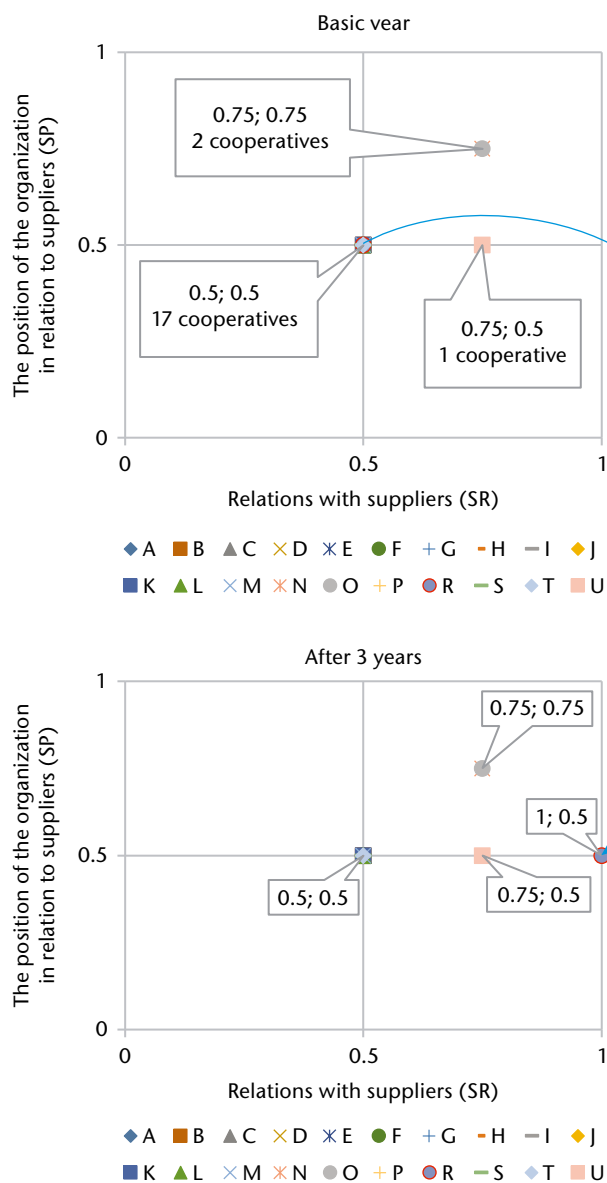 Basic vear
The position of the organization
in relation to suppliers (SP)
1
0.75; 0.75
2 cooperatives
0.5
0.5; 0.5
17 cooperatives
0.75; 0.5
1 cooperative
0
0 0.5 1
Relations with suppliers (SR)
A B C D E F G H I J
K L M N O P R S T U
After 3 years
The position of the organization
in relation to suppliers (SP)
1
0.75; 0.75
1; 0.5
0.5
0.5; 0.5
0.75; 0.5
0
0 0.5 1
Relations with suppliers (SR)
A B C D E F G H I J
K L M N O P R S T U